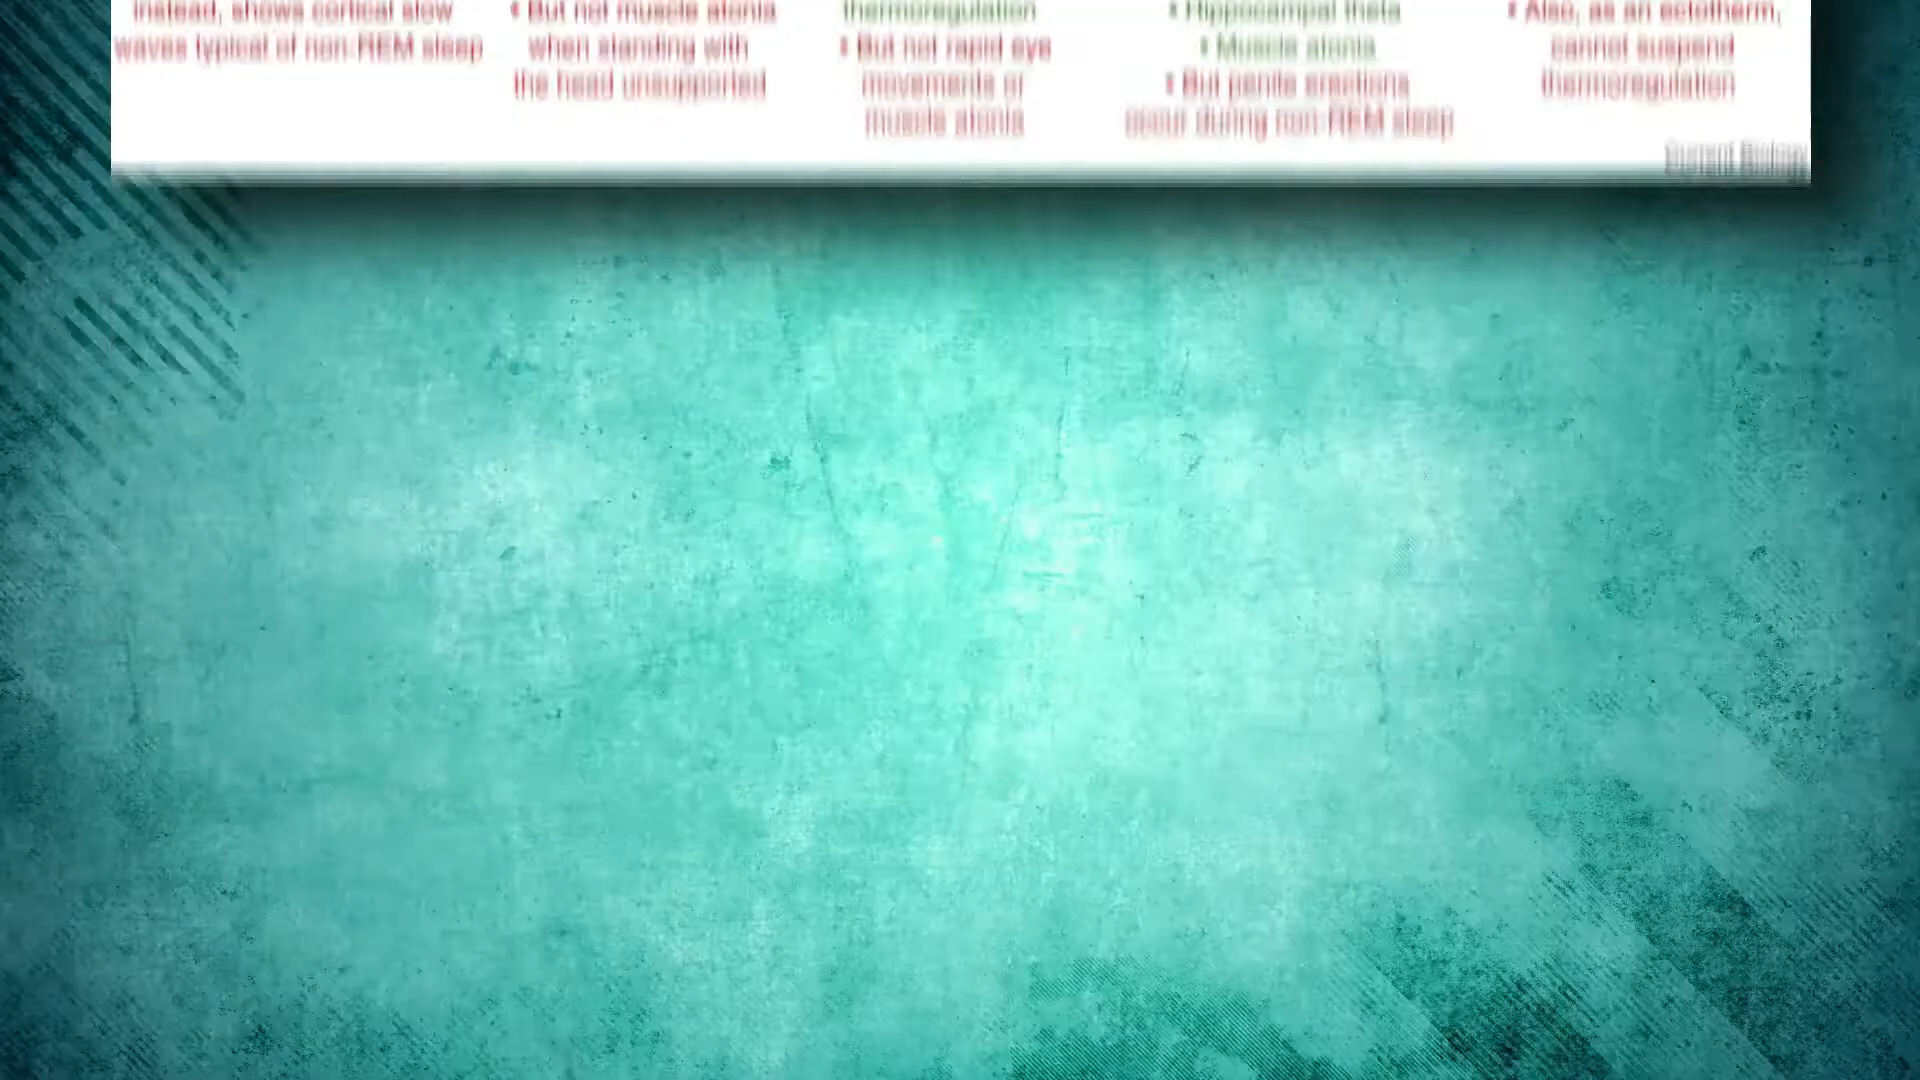 instead, shows cortical slow
waves typical of non-REM sleep
• But not muscle atonia
when standing with
the head unsupported
thermoregulation
• But not rapid eye
movements or
muscle atonia
• Hippocampal theta
• Muscle atonia
• But penile erections
occur during non-REM sleep
• Also, as an ectotherm,
cannot suspend
thermoregulation